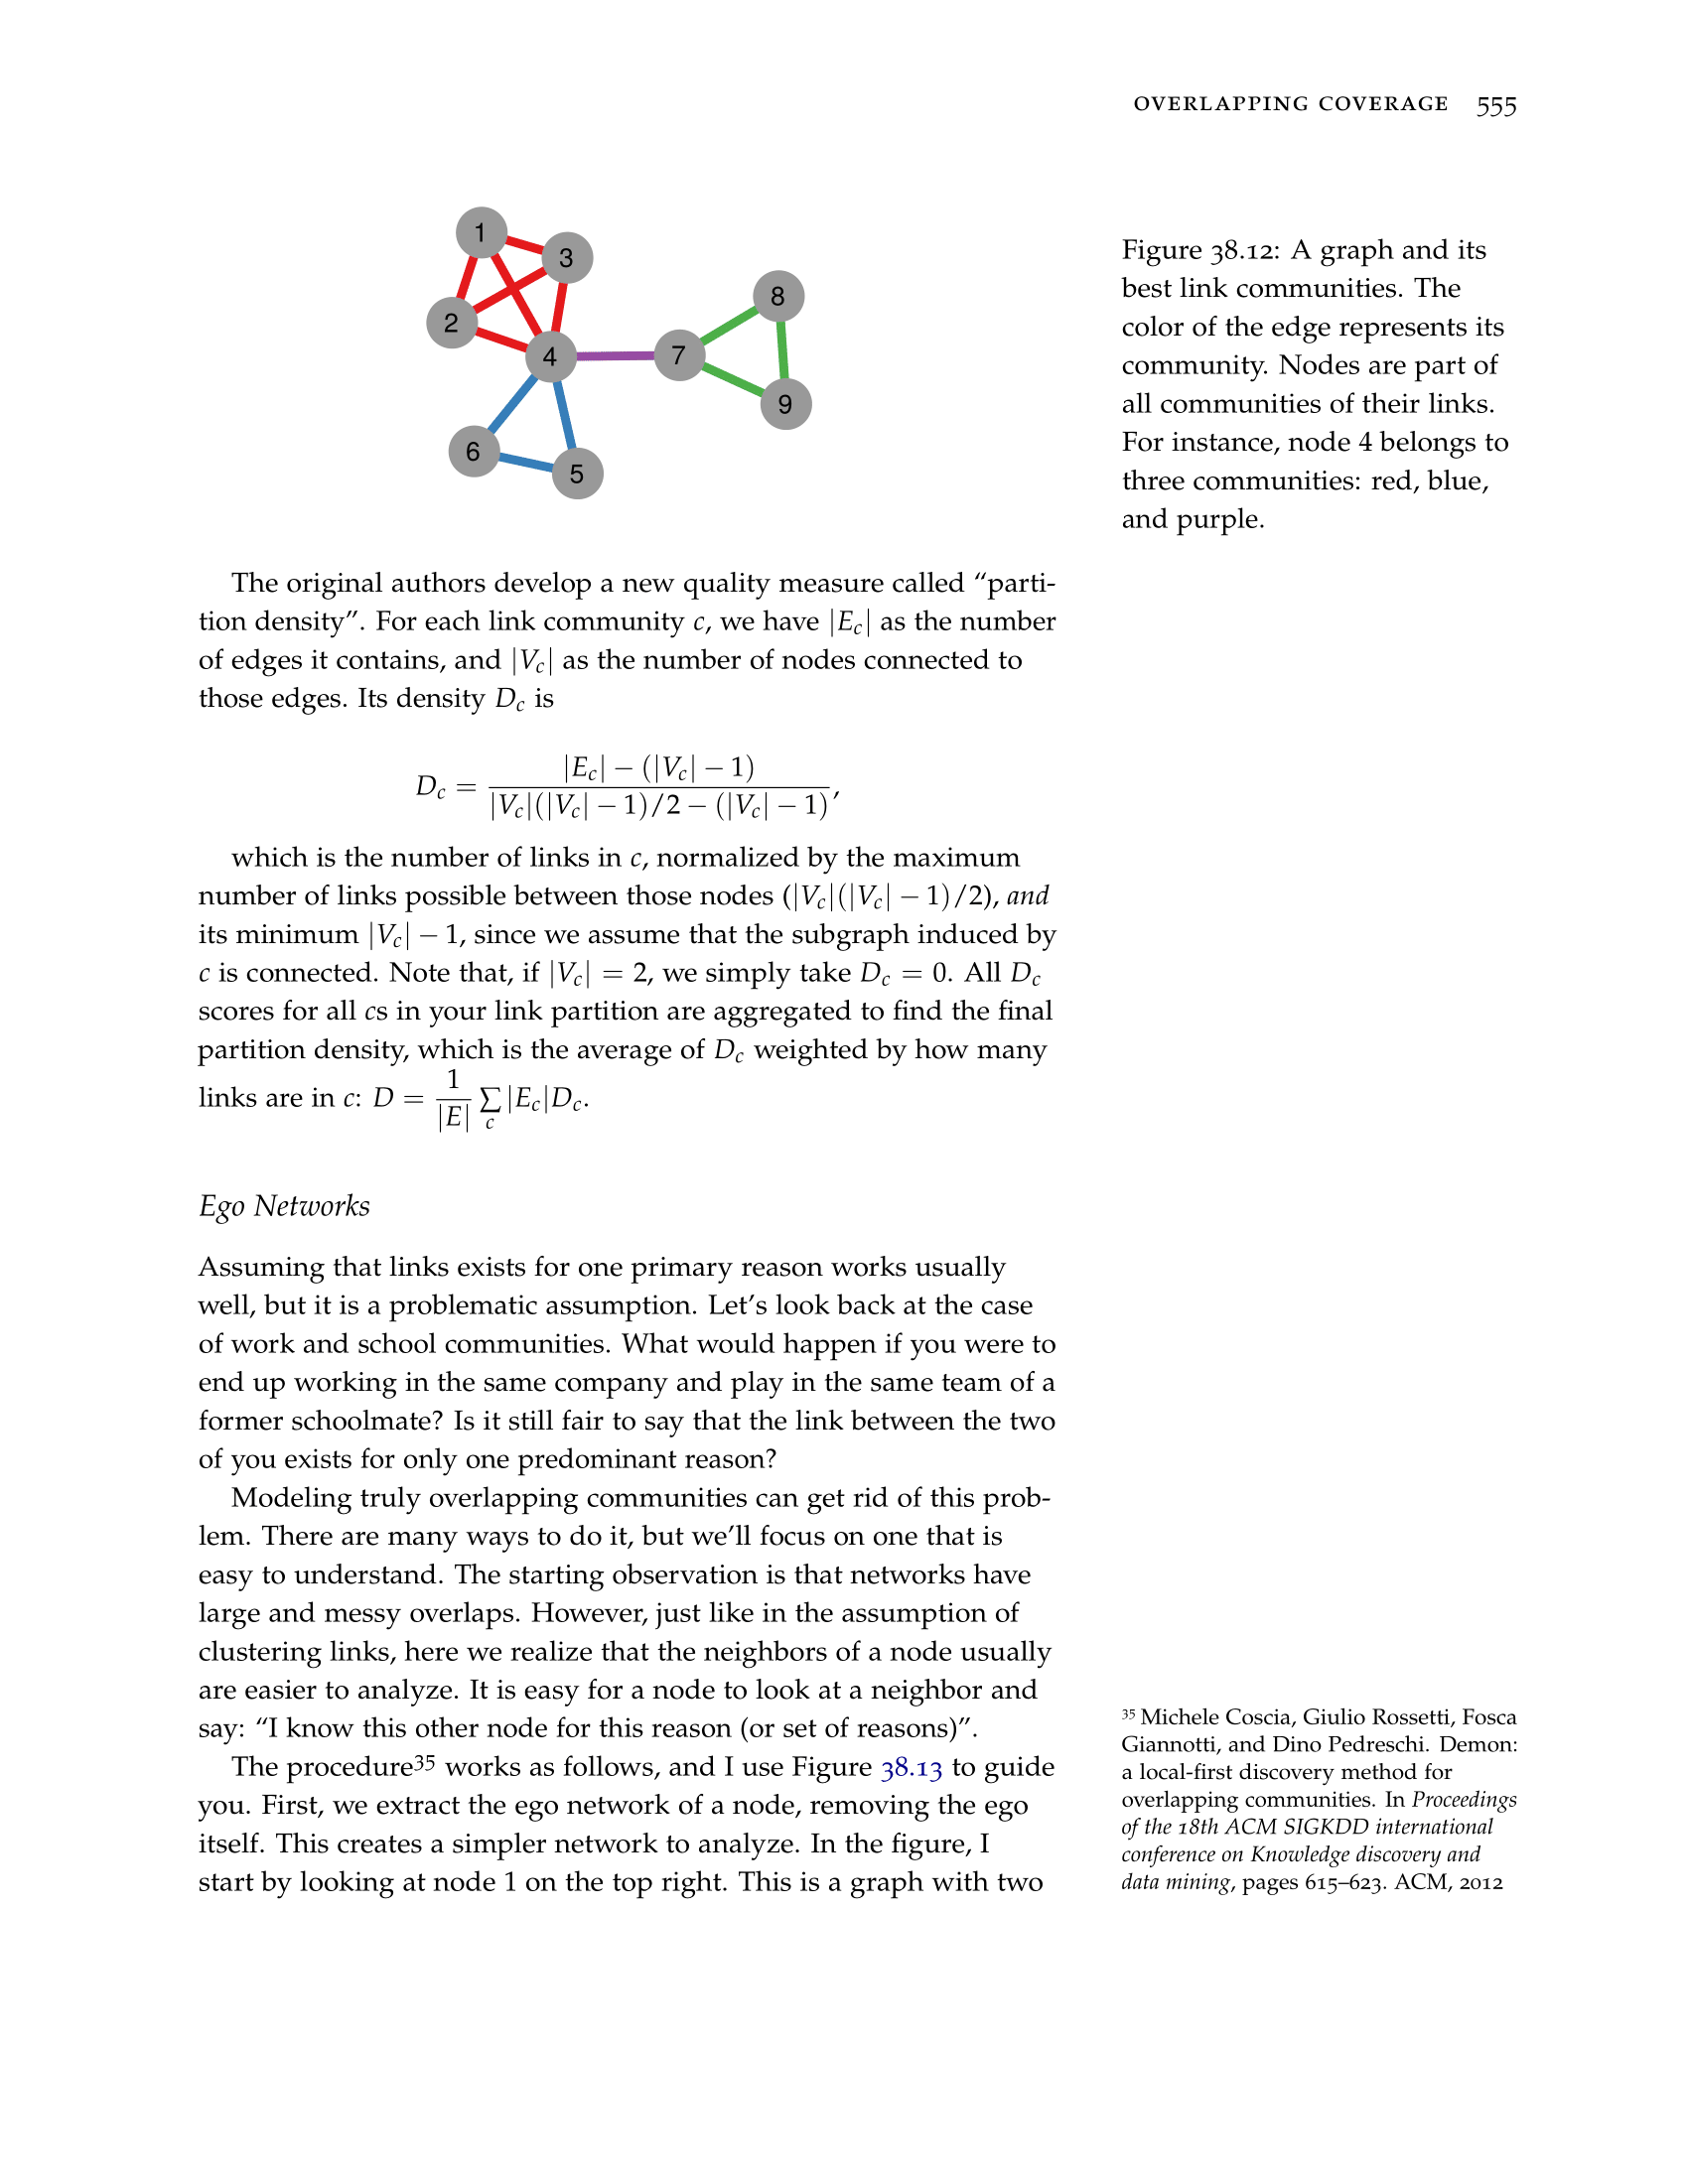 OVERLAPPING COVERAGE 555
1
3
2
4
7
8
9
6
5
Figure 38.12: A graph and its
best link communities. The
color of the edge represents its
community. Nodes are part of
all communities of their links.
For instance, node 4 belongs to
three communities: red, blue,
and purple.
The original authors develop a new quality measure called “parti-
tion density”. For each link community c, we have |E_c| as the number
of edges it contains, and |V_c| as the number of nodes connected to
those edges. Its density D_c is
D_c = \frac{|E_c| − (|V_c| − 1)}{|V_c|(|V_c| − 1)/2 − (|V_c| − 1)},
which is the number of links in c, normalized by the maximum
number of links possible between those nodes (|V_c|(|V_c| − 1)/2), and
its minimum |V_c| − 1, since we assume that the subgraph induced by
c is connected. Note that, if |V_c| = 2, we simply take D_c = 0. All D_c
scores for all cs in your link partition are aggregated to find the final
partition density, which is the average of D_c weighted by how many
links are in c: D = \frac{1}{|E|} ∑_c |E_c|D_c.
Ego Networks
Assuming that links exists for one primary reason works usually
well, but it is a problematic assumption. Let’s look back at the case
of work and school communities. What would happen if you were to
end up working in the same company and play in the same team of a
former schoolmate? Is it still fair to say that the link between the two
of you exists for only one predominant reason?
Modeling truly overlapping communities can get rid of this prob-
lem. There are many ways to do it, but we’ll focus on one that is
easy to understand. The starting observation is that networks have
large and messy overlaps. However, just like in the assumption of
clustering links, here we realize that the neighbors of a node usually
are easier to analyze. It is easy for a node to look at a neighbor and
say: “I know this other node for this reason (or set of reasons)”.
The procedure35 works as follows, and I use Figure 38.13 to guide
you. First, we extract the ego network of a node, removing the ego
itself. This creates a simpler network to analyze. In the figure, I
start by looking at node 1 on the top right. This is a graph with two
35 Michele Coscia, Giulio Rossetti, Fosca
Giannotti, and Dino Pedreschi. Demon:
a local-first discovery method for
overlapping communities. In Proceedings
of the 18th ACM SIGKDD international
conference on Knowledge discovery and
data mining, pages 615–623. ACM, 2012